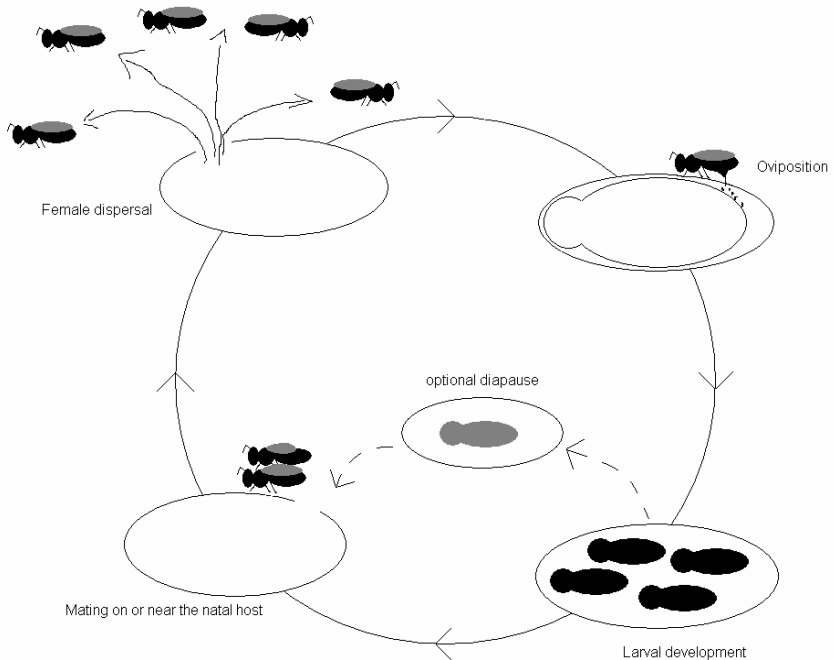 Oviposition
Female dispersal
optional diapause
Mating on or near the natal host
Larval development